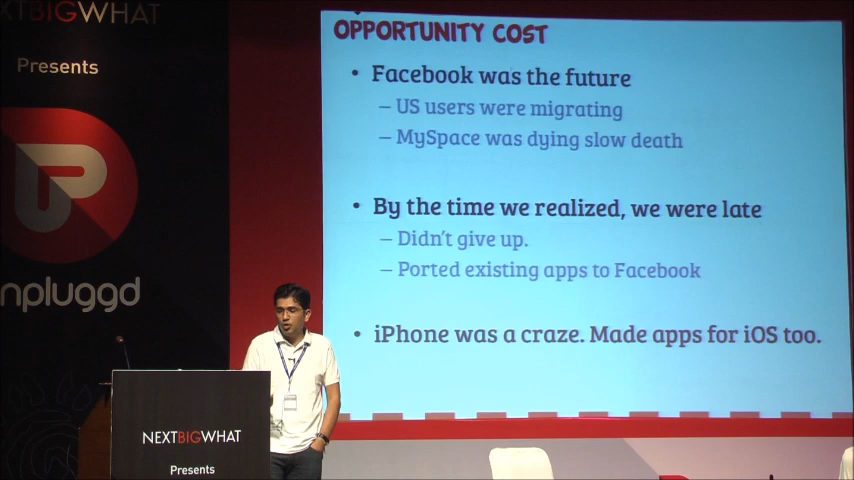 NEXTBIGWHAT
Presents
UP
npluggd
OPPORTUNITY COST
• Facebook was the future
– US users were migrating
– MySpace was dying slow death
• By the time we realized, we were late
– Didn't give up.
– Ported existing apps to Facebook
• iPhone was a craze. Made apps for iOS too.
NEXTBIGWHAT
Presents